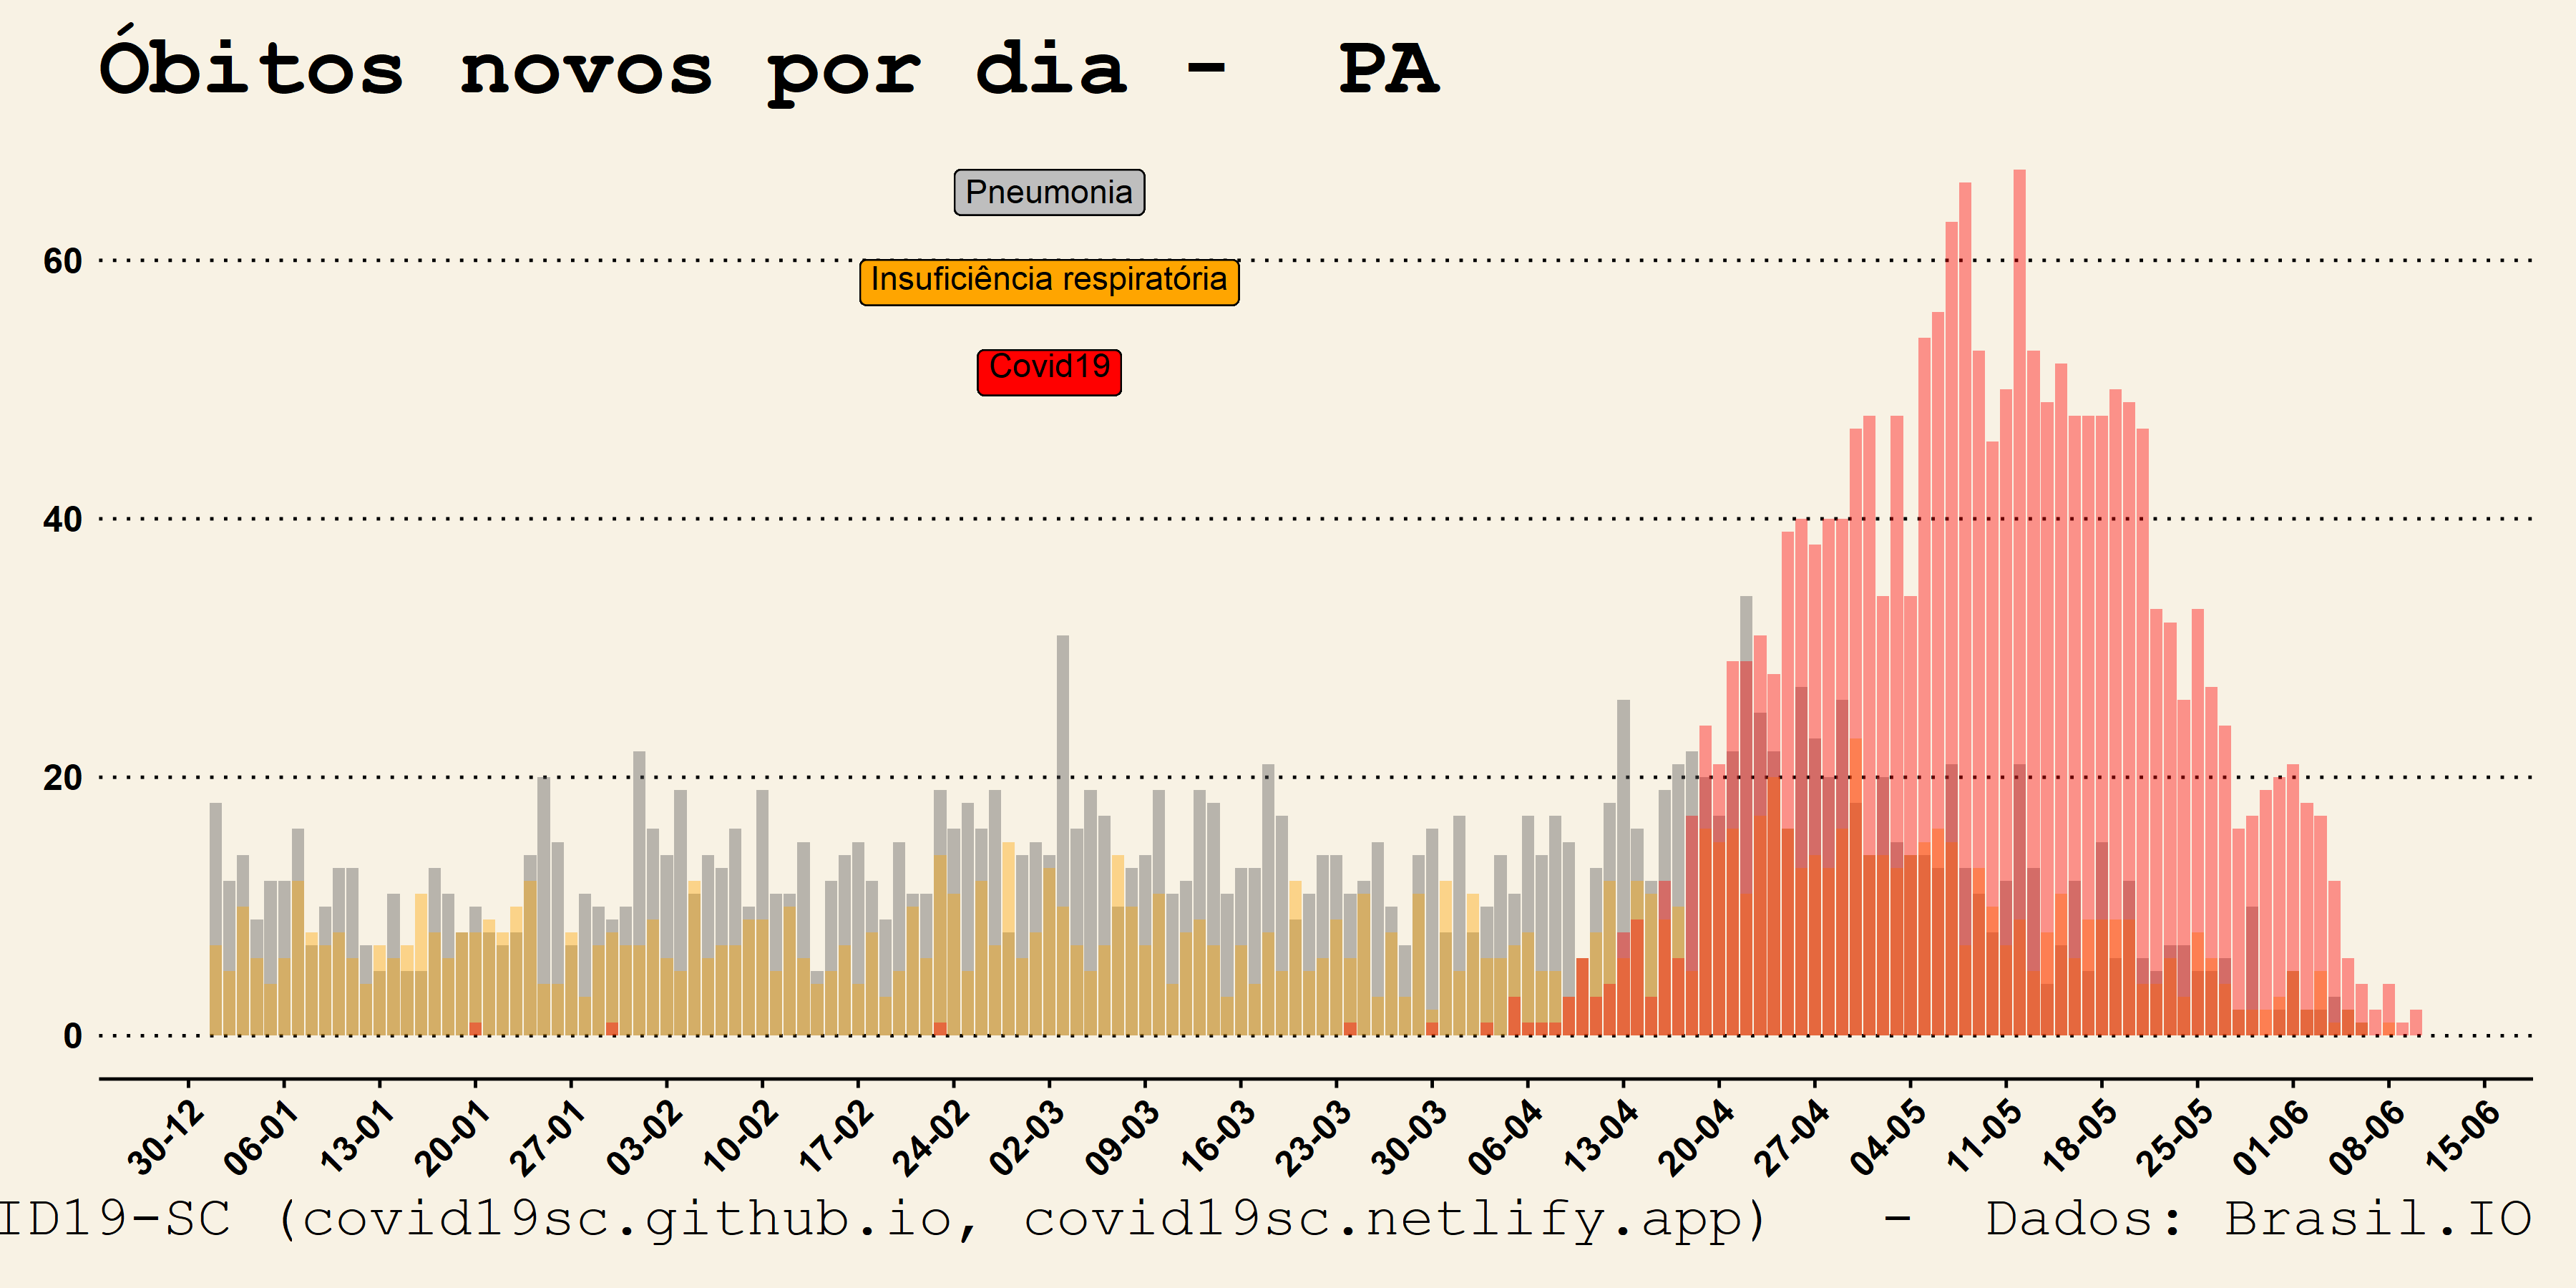 Óbitos novos por dia - PA
Pneumonia
60
Insuficiência respiratória
Covid19
40
20
0
30-12 06-01 13-01 20-01 27-01 03-02 10-02 17-02 24-02 02-03 09-03 16-03 23-03 30-03 06-04 13-04 20-04 27-04 04-05 11-05 18-05 25-05 01-06 08-06 15-06
ID19-SC (covid19sc.github.io, covid19sc.netlify.app) - Dados: Brasil.IO